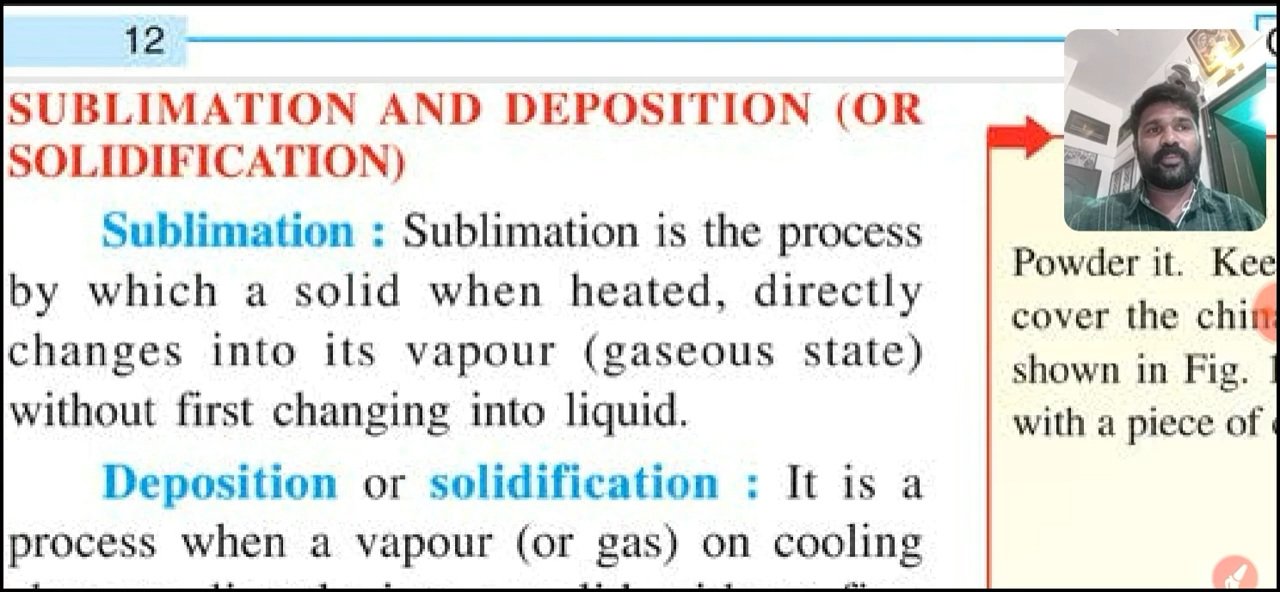 12
SUBLIMATION AND DEPOSITION (OR
SOLIDIFICATION)
Sublimation : Sublimation is the process
by which a solid when heated, directly
changes into its vapour (gaseous state)
without first changing into liquid.
Deposition or solidification : It is a
process when a vapour (or gas) on cooling
Powder it. Kee
cover the chin
shown in Fig.
with a piece of